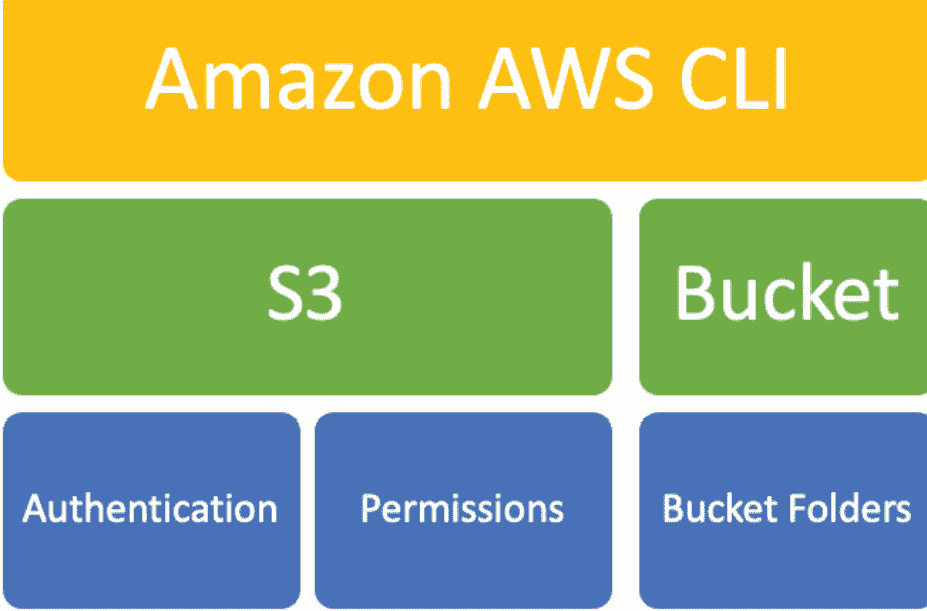 Amazon AWS CLI
S3
Bucket
Authentication
Permissions
Bucket Folders